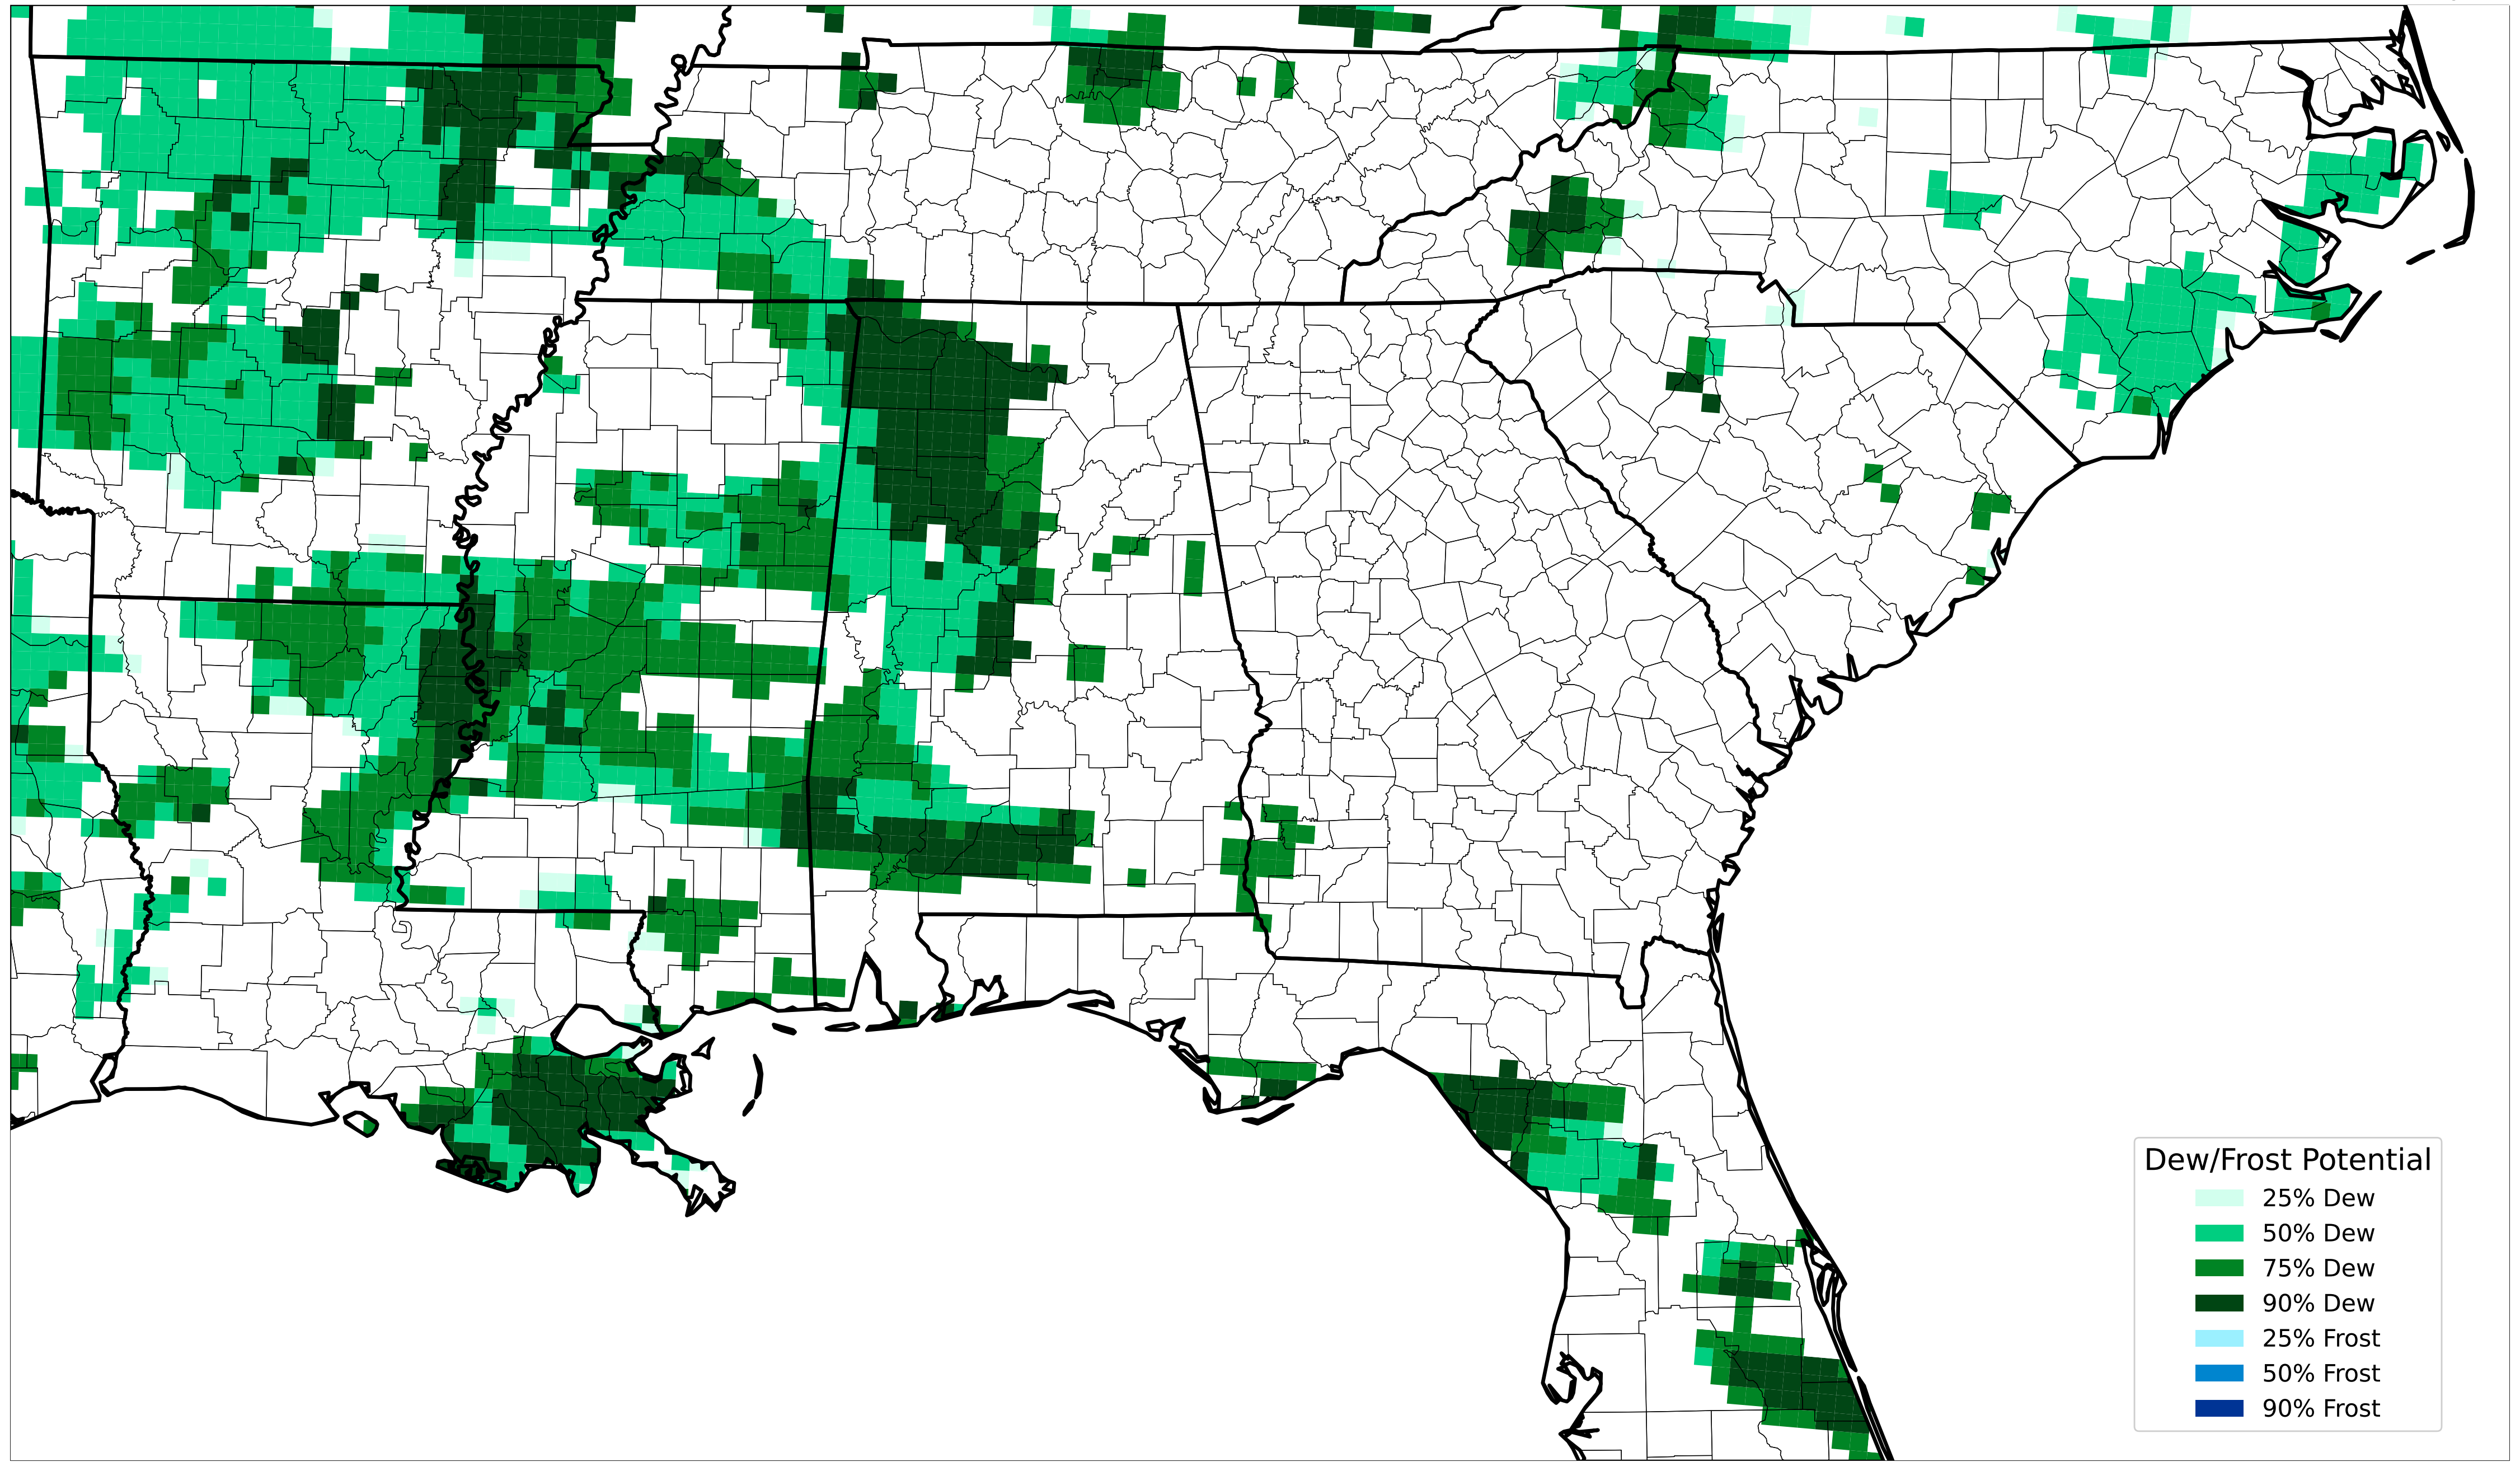 Dew/Frost Potential
25% Dew
50% Dew
75% Dew
90% Dew
25% Frost
50% Frost
90% Frost